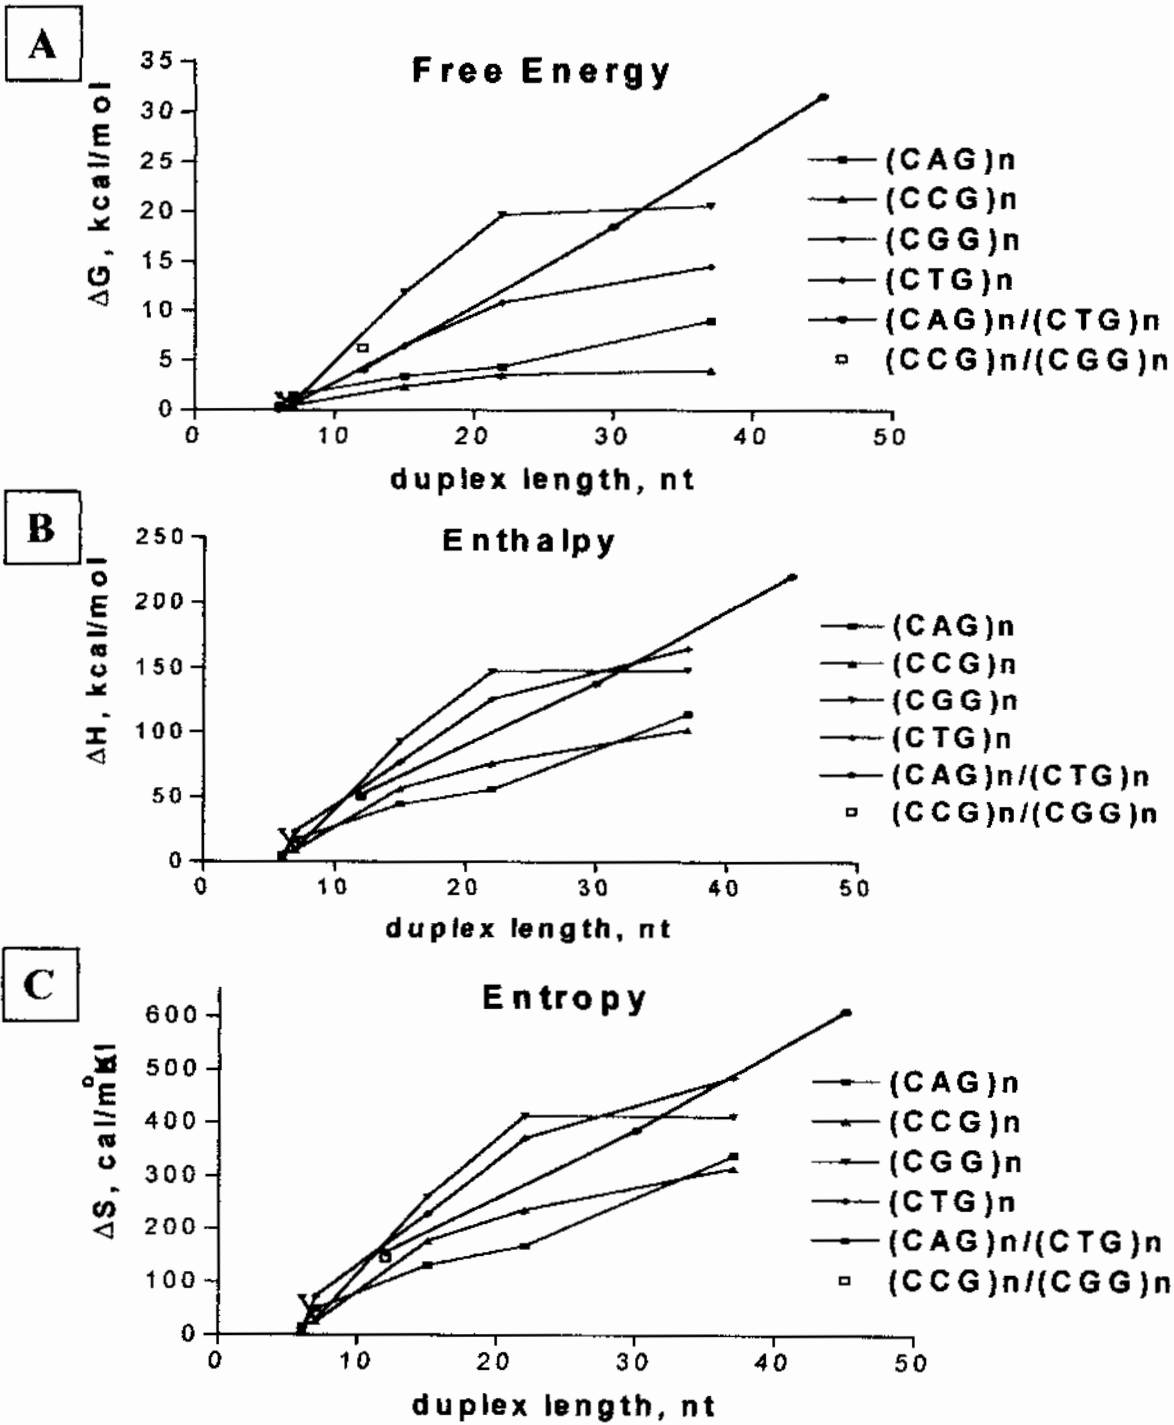 A
Free Energy
ΔG, kcal/mol
35
30
25
20
15
10
5
0
0 10 20 30 40 50
duplex length, nt
(CAG)n
(CCG)n
(CGG)n
(CTG)n
(CAG)n/(CTG)n
(CCG)n/(CGG)n
B
Enthalpy
ΔH, kcal/mol
250
200
150
100
50
0
0 10 20 30 40 50
duplex length, nt
(CAG)n
(CCG)n
(CGG)n
(CTG)n
(CAG)n/(CTG)n
(CCG)n/(CGG)n
C
Entropy
ΔS, cal/
600
500
400
300
200
100
0
0 10 20 30 40 50
duplex length, nt
(CAG)n
(CCG)n
(CGG)n
(CTG)n
(CAG)n/(CTG)n
(CCG)n/(CGG)n